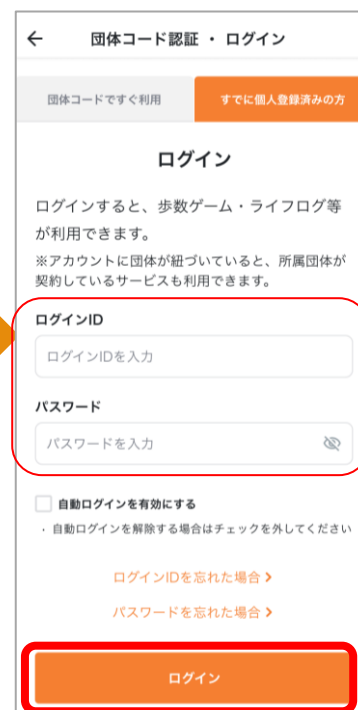 ← 団体コード認証 ・ ログイン
団体コードですぐ利用 すでに個人登録済みの方
ログイン
ログインすると、歩数ゲーム・ライフログ等
が利用できます。
※アカウントに団体が紐づいていると、所属団体が
契約しているサービスも利用できます。
ログインID
ログインIDを入力
パスワード
パスワードを入力
自動ログインを有効にする
・ 自動ログインを解除する場合はチェックを外してください
ログインIDを忘れた場合 >
パスワードを忘れた場合 >
ログイン